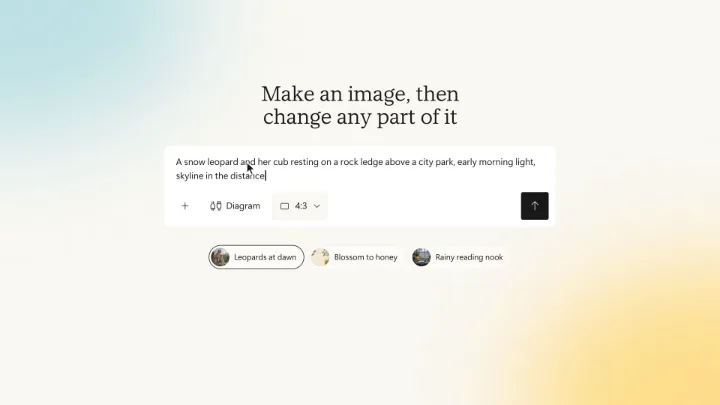 Make an image, then
change any part of it
A snow leopard and her cub resting on a rock ledge above a city park, early morning light,
skyline in the distance
Diagram
4:3
Leopards at dawn
Blossom to honey
Rainy reading nook